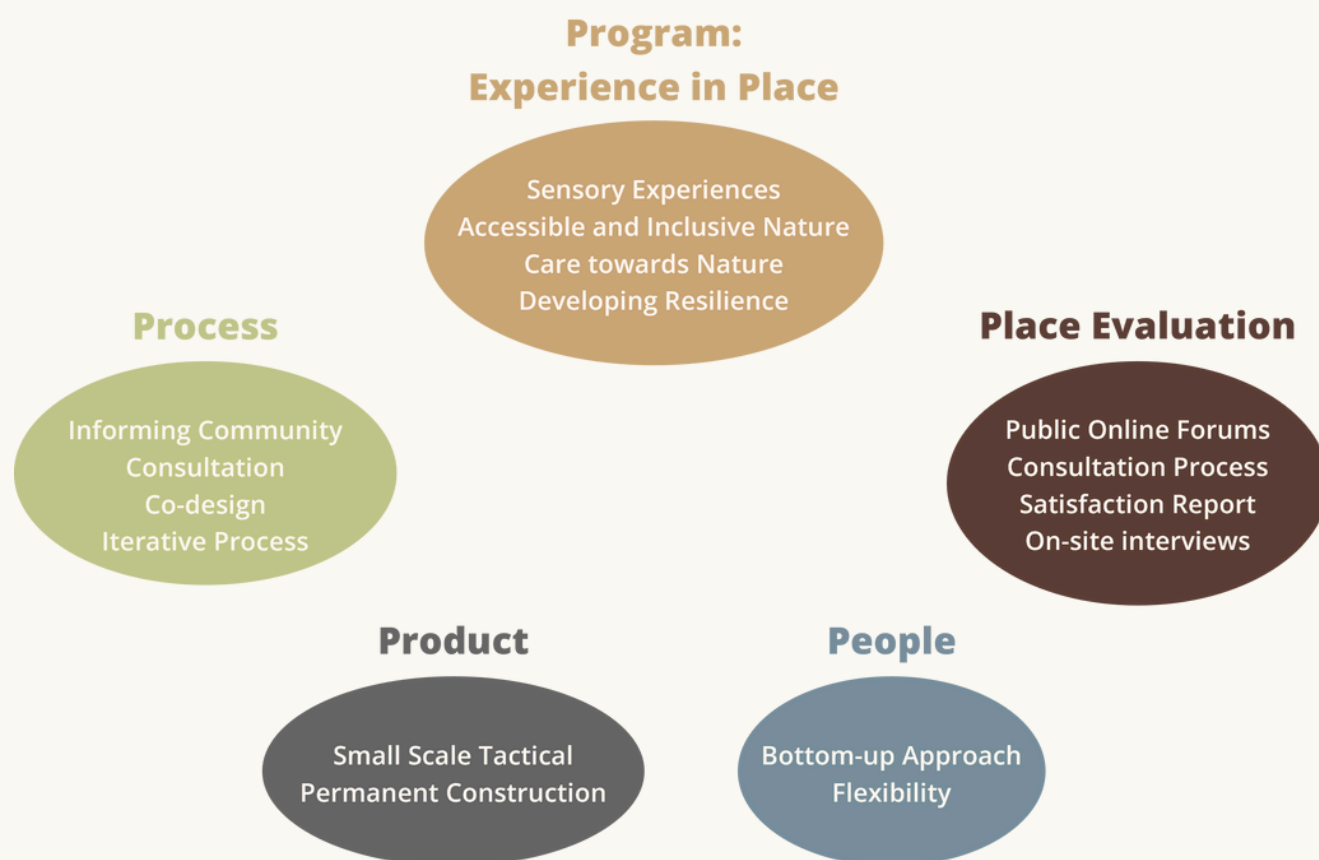 Program:
Experience in Place
Sensory Experiences
Accessible and Inclusive Nature
Care towards Nature
Developing Resilience
Process
Informing Community
Consultation
Co-design
Iterative Process
Place Evaluation
Public Online Forums
Consultation Process
Satisfaction Report
On-site interviews
Product
Small Scale Tactical
Permanent Construction
People
Bottom-up Approach
Flexibility